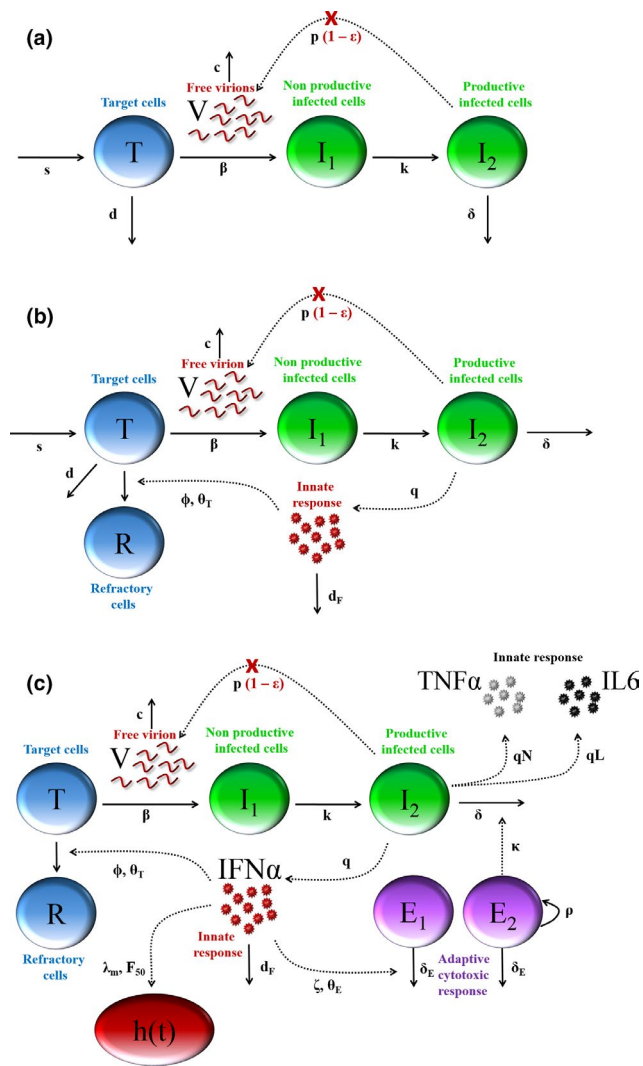 (a)
X
p (1 – ε)
c
Free virions
Non productive
infected cells
Productive
infected cells
Target cells
V
T
I1
I2
s
β
k
d
δ
(b)
X
p (1 – ε)
c
Free virion
Non productive
infected cells
Productive
infected cells
Target cells
V
T
I1
I2
s
β
k
δ
d
ϕ, θT
q
Innate
response
R
Refractory
cells
dF
(c)
X
p (1 – ε)
Innate response
TNFα
IL6
c
Free virion
Non productive
infected cells
Productive
infected cells
qN
qL
Target cells
V
T
I1
I2
β
k
δ
ϕ, θT
IFNα
q
κ
R
E1
E2
ρ
Refractory
cells
Innate
response
Adaptive
cytotoxic
response
λm, F50
dF
ζ, θE
δE
δE
h(t)